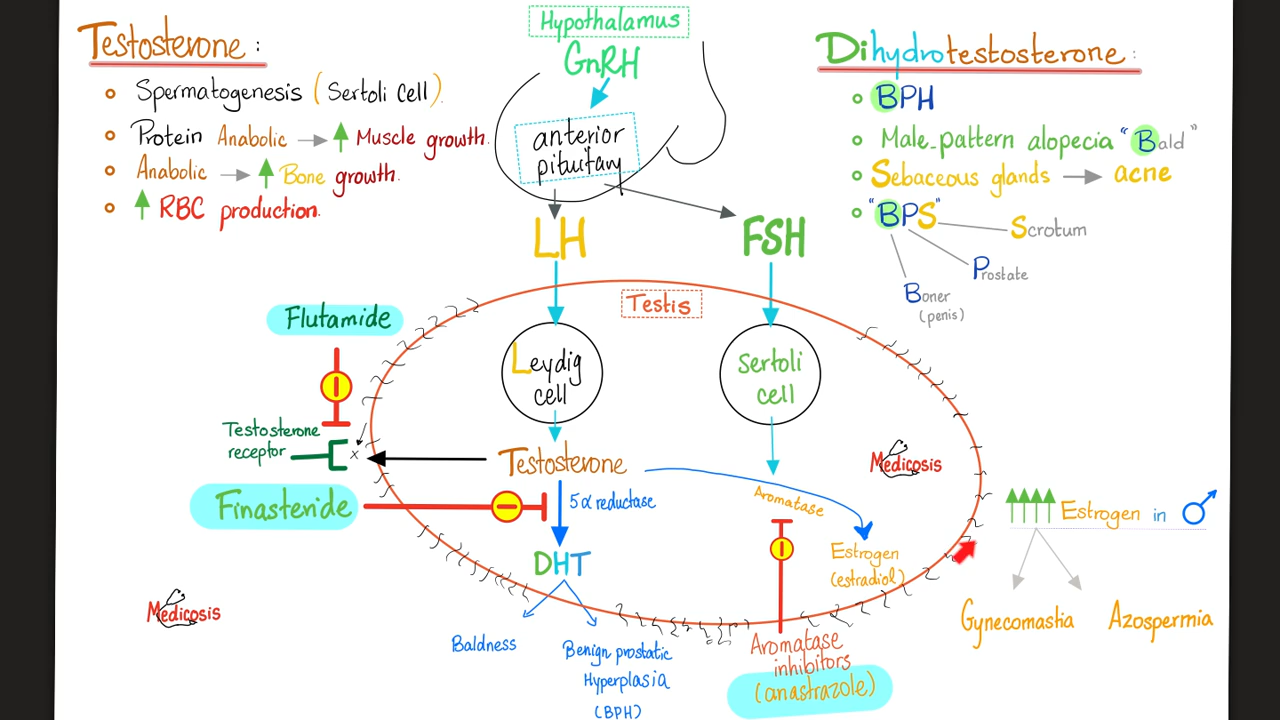 Testosterone :
Spermatogenesis (Sertoli cell)
Protein Anabolic → ↑ Muscle growth.
Anabolic → ↑ Bone growth.
↑ RBC production.
Hypothalamus
GnRH
anterior
pituitary
LH
FSH
Dihydrotestosterone :
BPH
Male-pattern alopecia "Bald"
Sebaceous glands → acne
"BPS"
Scrotum
Prostate
Boner
(penis)
Testis
Flutamide
Leydig
cell
Sertoli
cell
Testosterone
receptor
x
Testosterone
Medicosis
Finasteride
5α reductase
Aromatase
↑↑↑↑ Estrogen in ♂
DHT
Estrogen
(estradiol)
Medicosis
Gynecomastia
Azospermia
Baldness
Benign prostatic
Hyperplasia
(BPH)
Aromatase
inhibitors
(anastrazole)